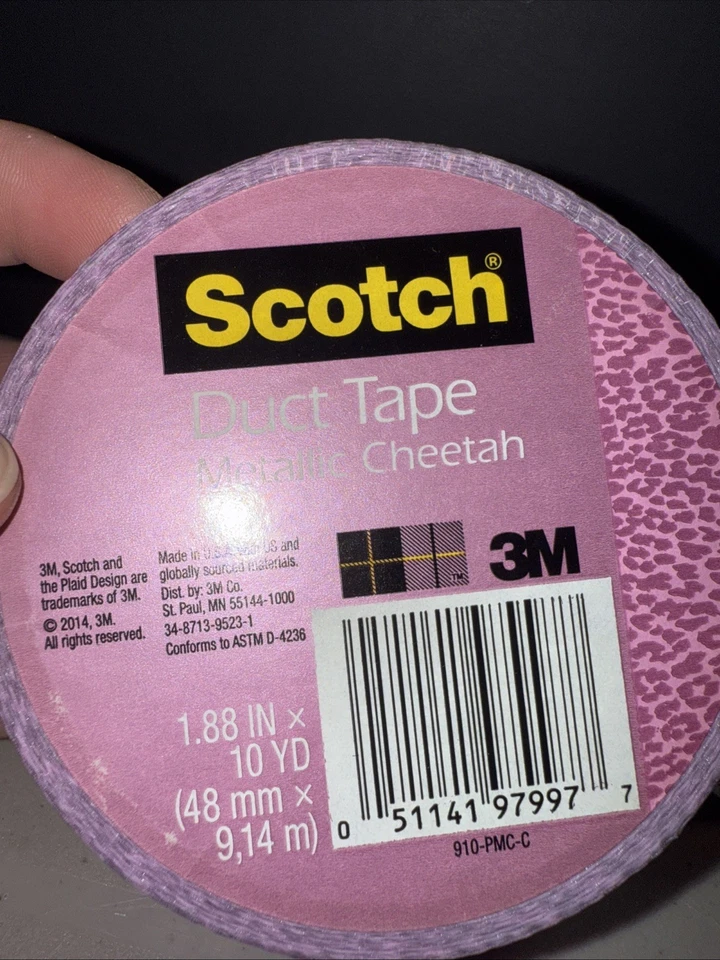 Scotch®
Duct Tape
Metallic Cheetah
3M, Scotch and
the Plaid Design are
trademarks of 3M.
© 2014, 3M.
All rights reserved.
Made in U.S.A. with US and
globally sourced materials.
Dist. by: 3M Co.
St. Paul, MN 55144-1000
34-8713-9523-1
Conforms to ASTM D-4236
™
3M
1.88 IN ×
10 YD
(48 mm ×
9,14 m)
0 51141 97997 7
910-PMC-C